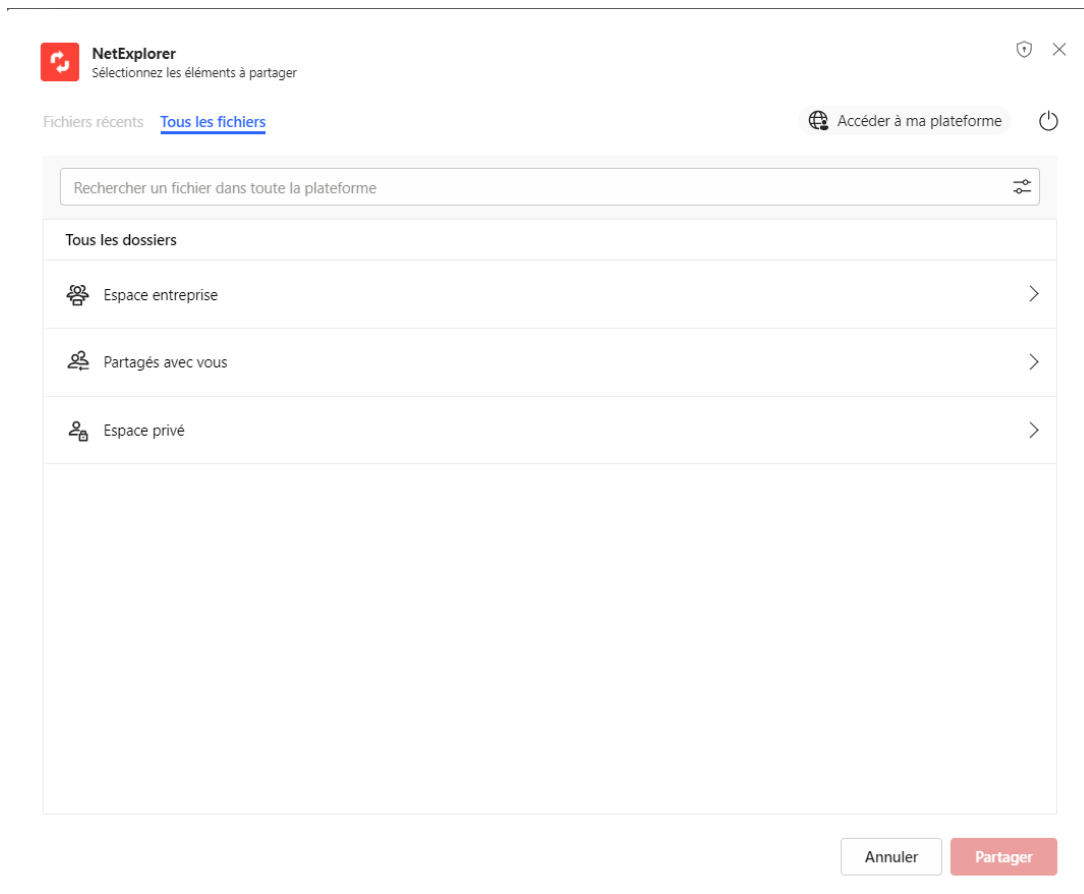 NetExplorer
Sélectionnez les éléments à partager
Fichiers récents Tous les fichiers Accéder à ma plateforme
Rechercher un fichier dans toute la plateforme
Tous les dossiers
Espace entreprise
Partagés avec vous
Espace privé
Annuler Partager